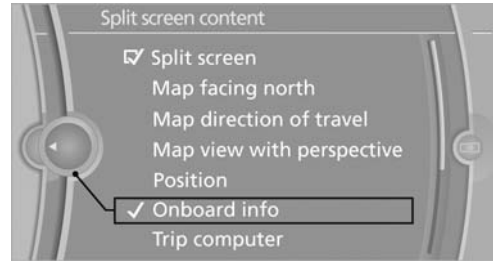 Split screen content
Split screen
Map facing north
Map direction of travel
Map view with perspective
Position
Onboard info
Trip computer